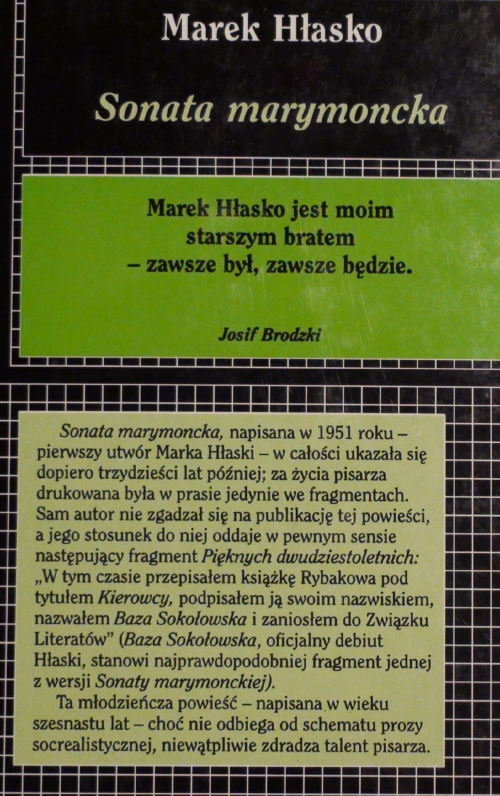 Marek Hłasko
Sonata marymoncka
Marek Hłasko jest moim
starszym bratem
– zawsze był, zawsze będzie.
Josif Brodzki
Sonata marymoncka, napisana w 1951 roku –
pierwszy utwór Marka Hłaski – w całości ukazała się
dopiero trzydzieści lat później; za życia pisarza
drukowana była w prasie jedynie we fragmentach.
Sam autor nie zgadzał się na publikację tej powieści,
a jego stosunek do niej oddaje w pewnym sensie
następujący fragment Pięknych dwudziestoletnich:
„W tym czasie przepisałem książkę Rybakowa pod
tytułem Kierowcy, podpisałem ją swoim nazwiskiem,
nazwałem Baza Sokołowska i zaniosłem do Związku
Literatów” (Baza Sokołowska, oficjalny debiut
Hłaski, stanowi najprawdopodobniej fragment jednej
z wersji Sonaty marymonckiej).
Ta młodzieńcza powieść – napisana w wieku
szesnastu lat – choć nie odbiega od schematu prozy
socrealistycznej, niewątpliwie zdradza talent pisarza.